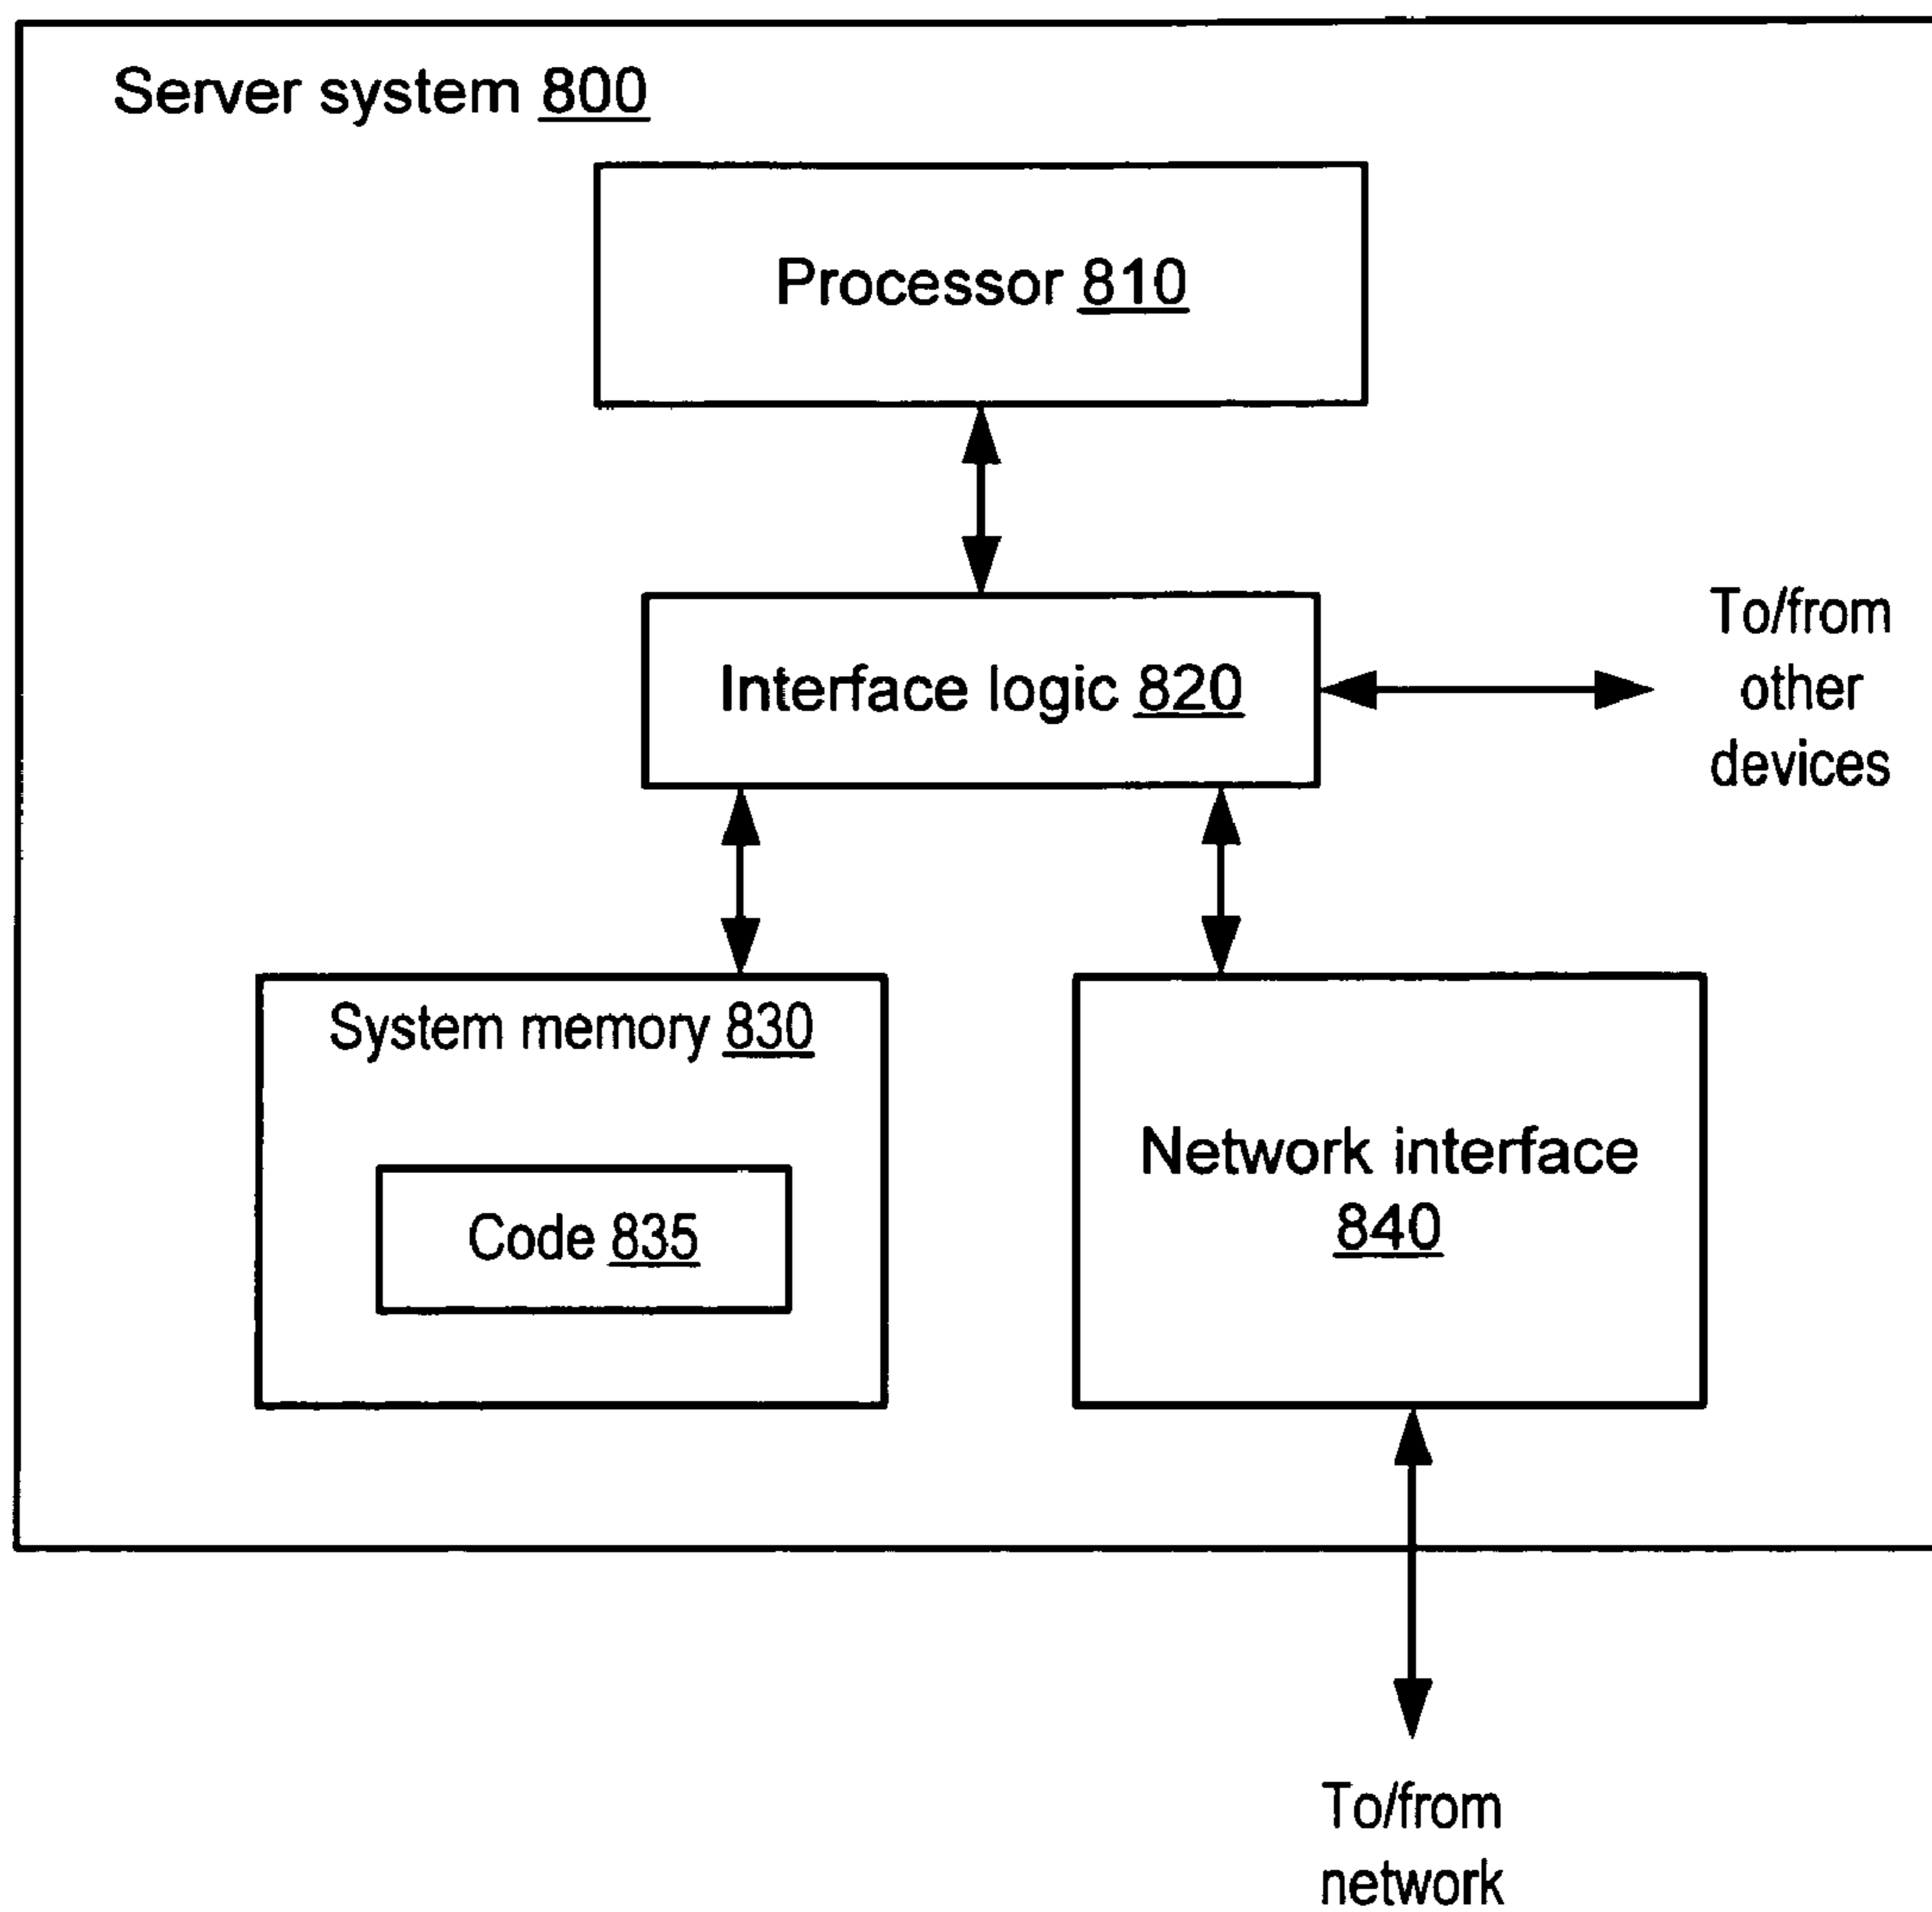 Server system 800
Processor 810
Interface logic 820
To/from
other
devices
System memory 830
Code 835
Network interface
840
To/from
network